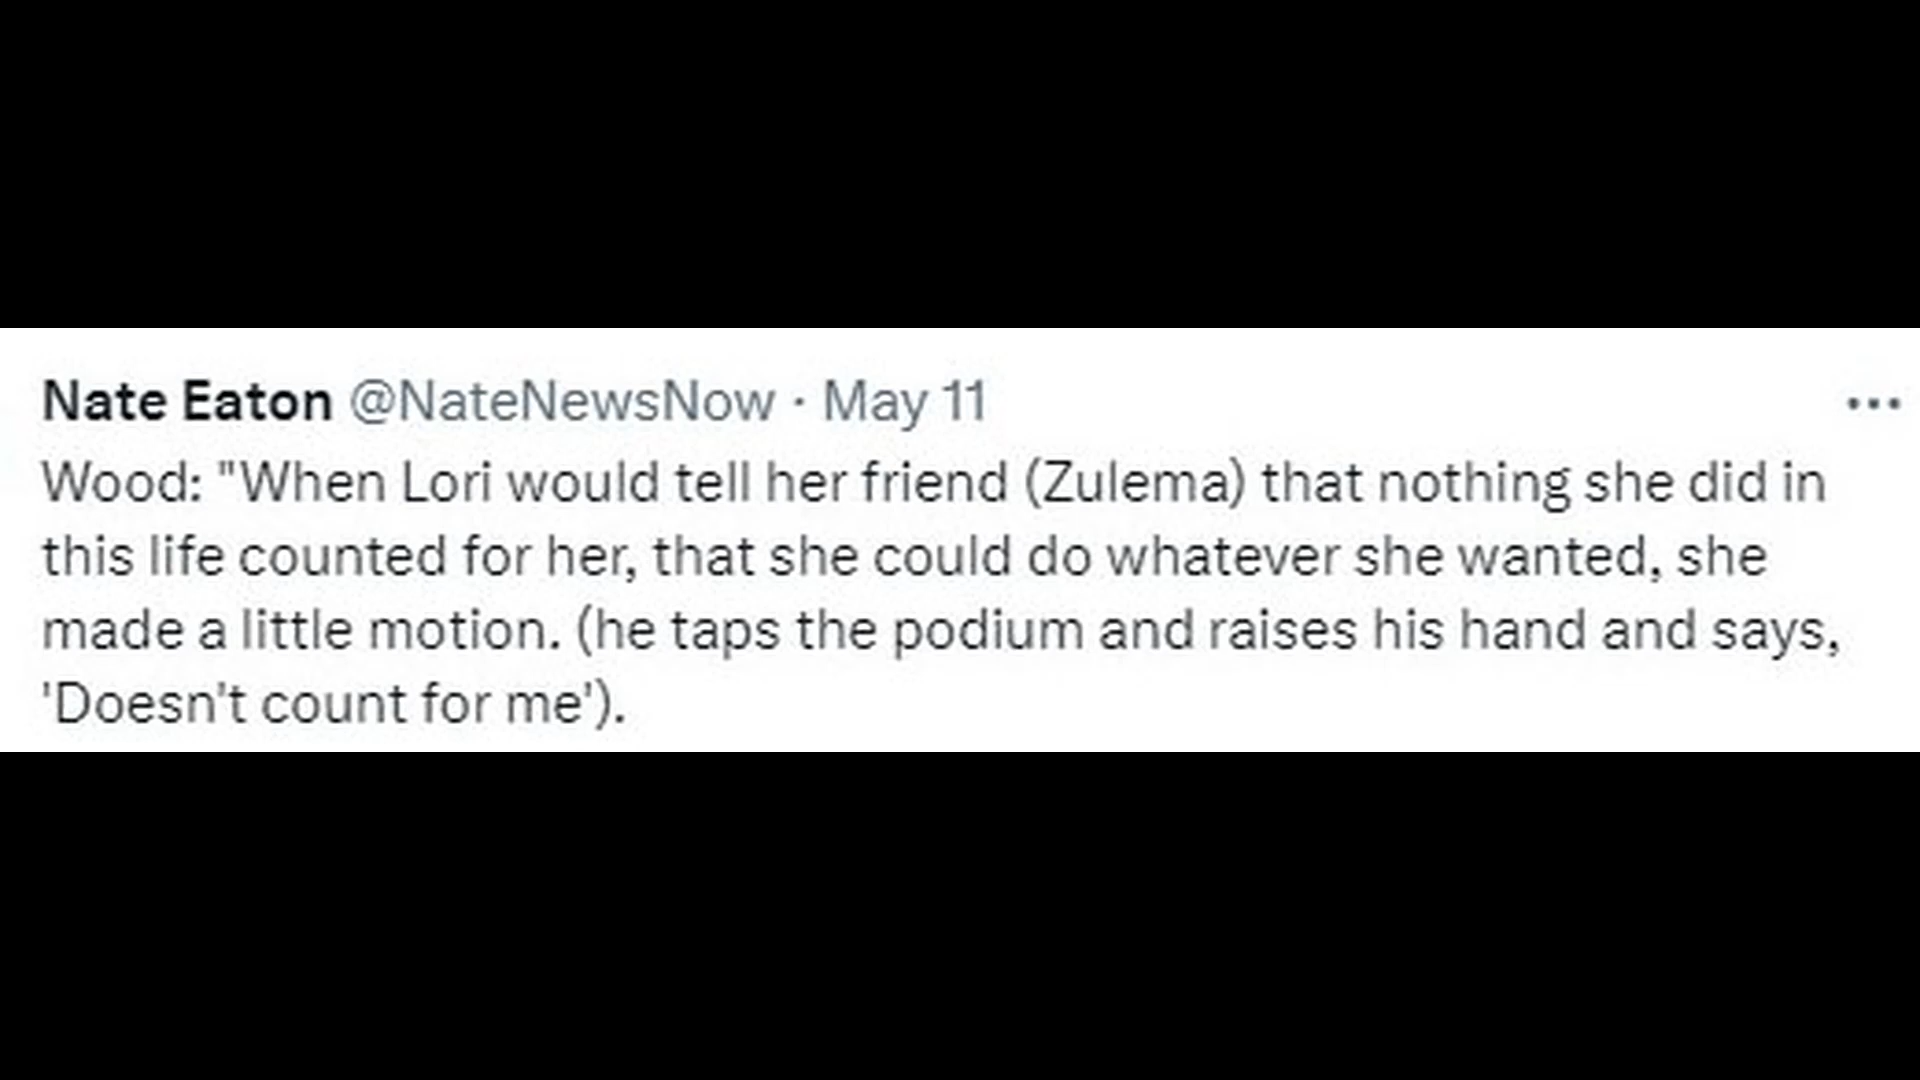 Nate Eaton @NateNewsNow · May 11
Wood: "When Lori would tell her friend (Zulema) that nothing she did in
this life counted for her, that she could do whatever she wanted, she
made a little motion. (he taps the podium and raises his hand and says,
'Doesn't count for me').